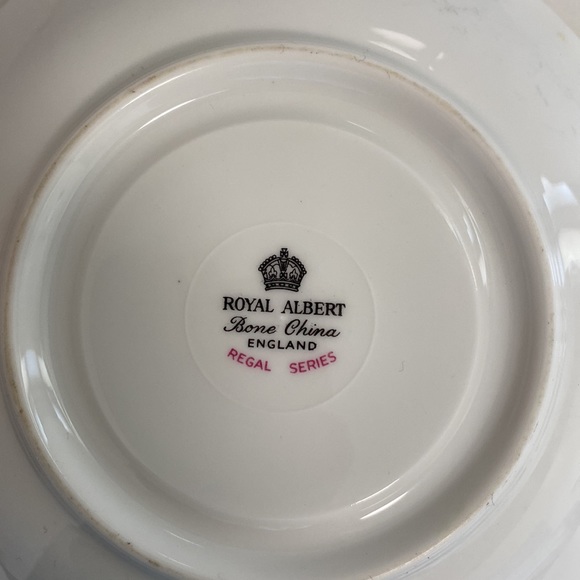 ROYAL ALBERT
Bone China
ENGLAND
REGAL SERIES